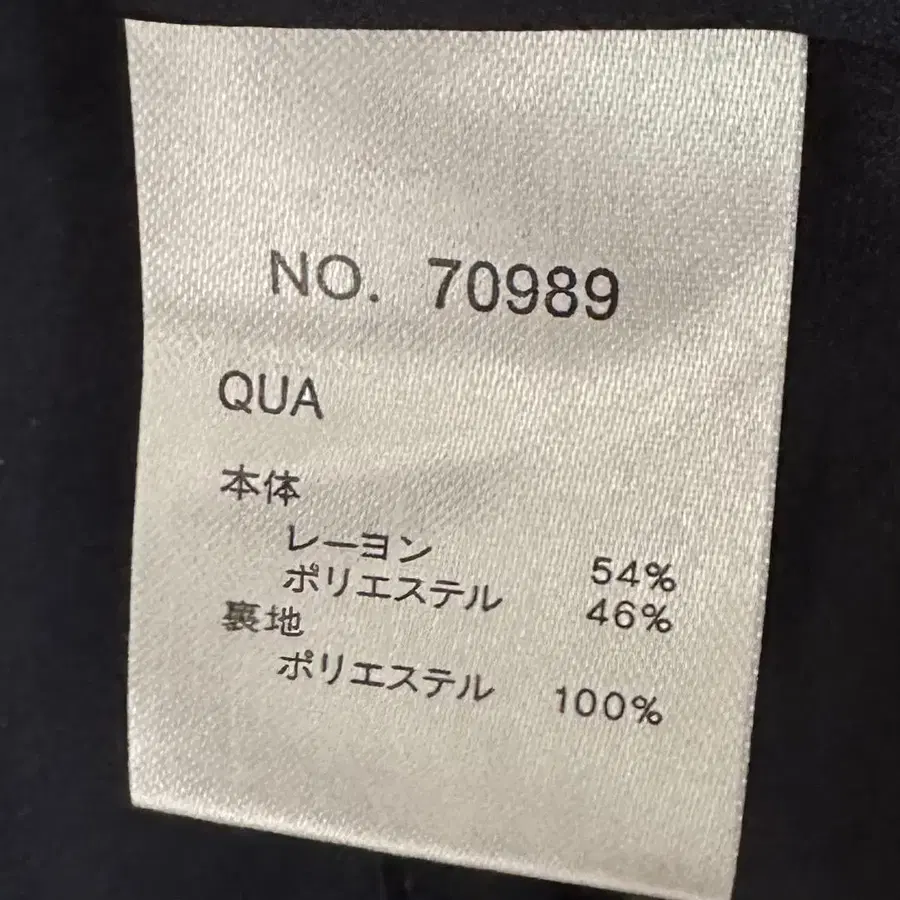 NO. 70989
QUA
本体
レーヨン 54%
ポリエステル 46%
裏地
ポリエステル 100%